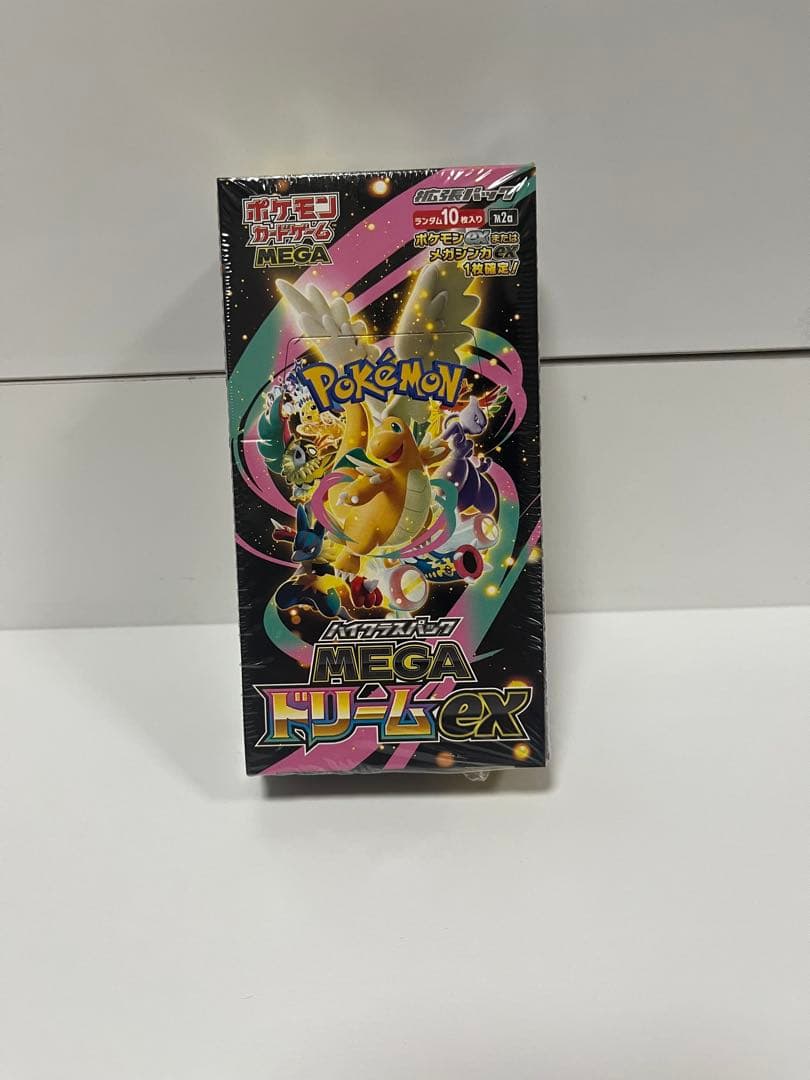 ポケモン
カードゲーム
MEGA
拡張パック
ランダム10枚入り
M2a
ポケモンexまたは
メガシンカex
1枚確定!
POKéMON
ハイクラスパック
MEGA
ドリームex